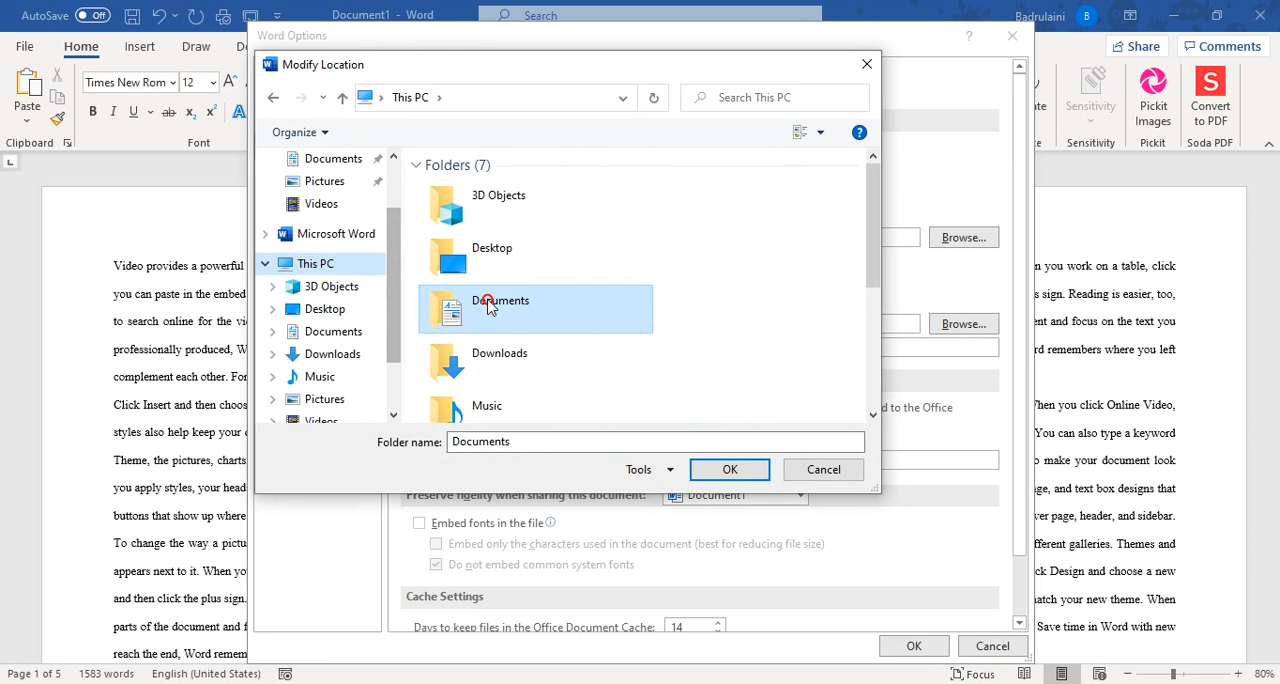 AutoSave Off Document1 - Word Search Badrulaini B
File Home Insert Draw Share Comments
Word Options ?
Modify Location
This PC Search This PC
Organize
Paste Times New Rom 12 Sensitivity Pickit Images Convert to PDF
Clipboard Font Sensitivity Pickit Soda PDF
Documents
Pictures
Videos
Microsoft Word
This PC
3D Objects
Desktop
Documents
Downloads
Music
Pictures
Videos
Folders (7)
3D Objects
Desktop
Documents
Downloads
Music
Folder name: Documents
Tools OK Cancel
Browse...
Browse...
d to the Office
Preserve fidelity when sharing this document: Document1
Embed fonts in the file
Embed only the characters used in the document (best for reducing file size)
Do not embed common system fonts
Cache Settings
Days to keep files in the Office Document Cache: 14
OK Cancel
Video provides a powerful
you can paste in the embed
to search online for the vi
professionally produced, W
complement each other. For
Click Insert and then choos
styles also help keep your
Theme, the pictures, charts
you apply styles, your head
buttons that show up where
To change the way a pictu
appears next to it. When yo
and then click the plus sign.
parts of the document and f
reach the end, Word remem
n you work on a table, click
s sign. Reading is easier, too,
ent and focus on the text you
rd remembers where you left
When you click Online Video,
You can also type a keyword
o make your document look
ge, and text box designs that
ver page, header, and sidebar.
fferent galleries. Themes and
ck Design and choose a new
natch your new theme. When
Save time in Word with new
Page 1 of 5 1583 words English (United States) Focus 80%